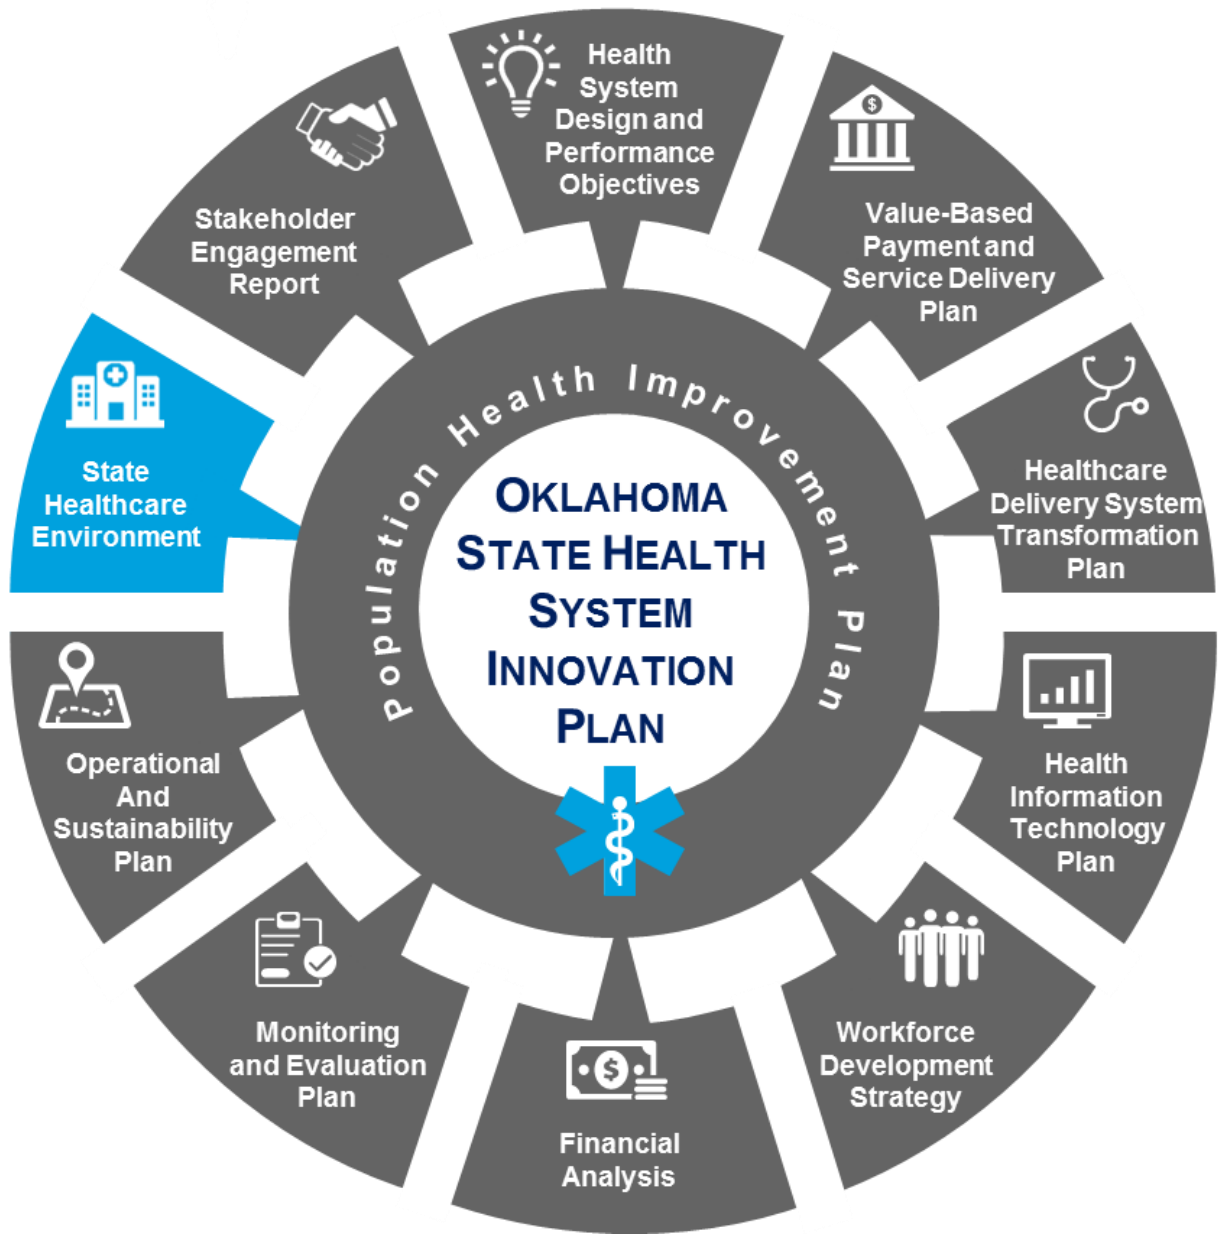 Health
System
Design and
Performance
Objectives
Value-Based
Payment and
Service Delivery
Plan
Healthcare
Delivery System
Transformation
Plan
Health
Information
Technology
Plan
Workforce
Development
Strategy
Financial
Analysis
Monitoring
and Evaluation
Plan
Operational
And
Sustainability
Plan
State
Healthcare
Environment
Stakeholder
Engagement
Report
Population Health Improvement Plan
OKLAHOMA
STATE HEALTH
SYSTEM
INNOVATION
PLAN
$
$